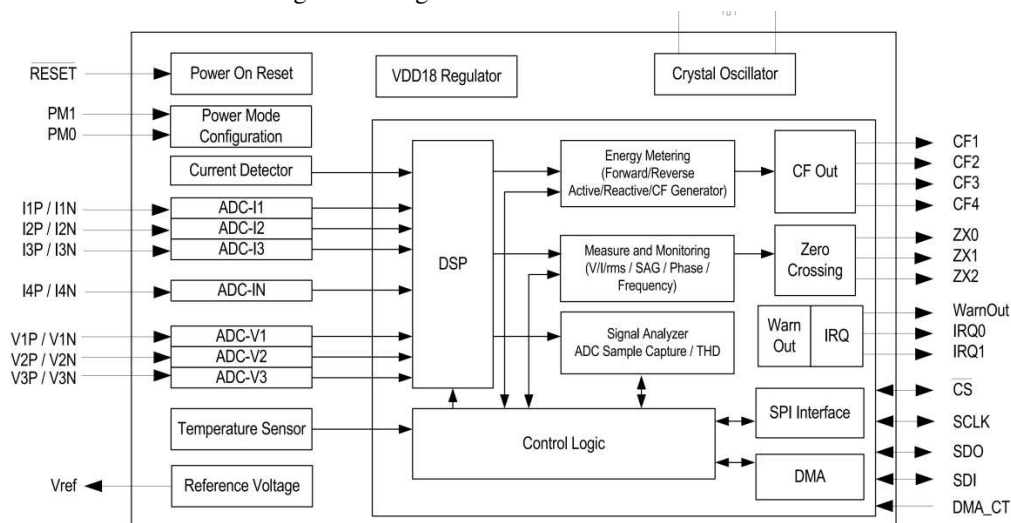 RESET
PM1
PM0
I1P / I1N
I2P / I2N
I3P / I3N
I4P / I4N
V1P / V1N
V2P / V2N
V3P / V3N
Vref
Power On Reset
Power Mode
Configuration
Current Detector
ADC-I1
ADC-I2
ADC-I3
ADC-IN
ADC-V1
ADC-V2
ADC-V3
Temperature Sensor
Reference Voltage
VDD18 Regulator
Crystal Oscillator
DSP
Energy Metering
(Forward/Reverse
Active/Reactive/CF Generator)
Measure and Monitoring
(V/I/rms / SAG / Phase /
Frequency)
Signal Analyzer
ADC Sample Capture / THD
Control Logic
CF Out
Zero
Crossing
Warn
Out
IRQ
SPI Interface
DMA
CF1
CF2
CF3
CF4
ZX0
ZX1
ZX2
WarnOut
IRQ0
IRQ1
CS
SCLK
SDO
SDI
DMA_CT